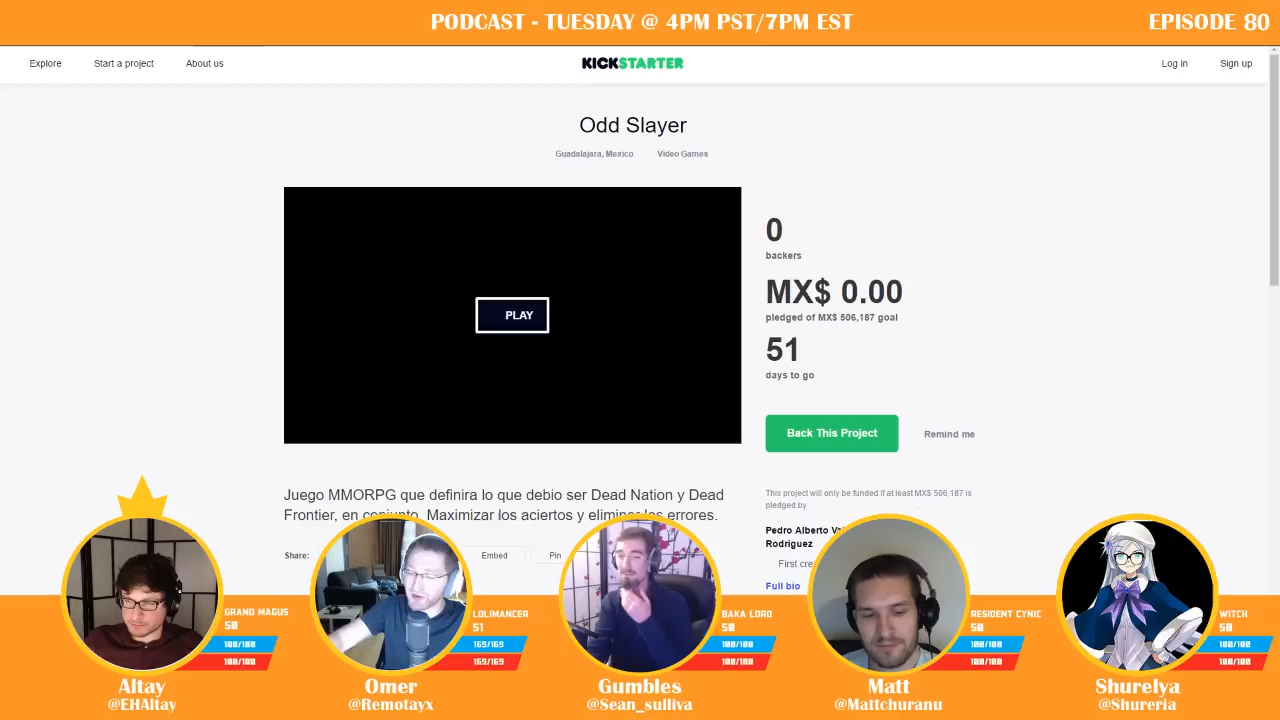 PODCAST - TUESDAY @ 4PM PST/7PM EST
EPISODE 80
Explore
Start a project
About us
KICKSTARTER
Log in
Sign up
Odd Slayer
Guadalajara, Mexico
Video Games
PLAY
0
backers
MX$ 0.00
pledged of MX$ 506,187 goal
51
days to go
Back This Project
Remind me
Juego MMORPG que definira lo que debio ser Dead Nation y Dead
Frontier, en conjunto. Maximizar los aciertos y eliminar los errores.
This project will only be funded if at least MX$ 506,187 is
pledged by
Share:
Embed
Pin
Pedro Alberto
Rodriguez
First
Full bio
GRAND MAGUS
50
100/100
100/100
Altay
@EHAltay
LOLIMANCER
51
169/169
169/169
Omer
@Remotayx
BAKA LORD
50
100/100
100/100
Gumbles
@Sean_sulliva
RESIDENT CYNIC
50
100/100
100/100
Matt
@Mattchuranu
WITCH
50
100/100
100/100
Shurelya
@Shureria